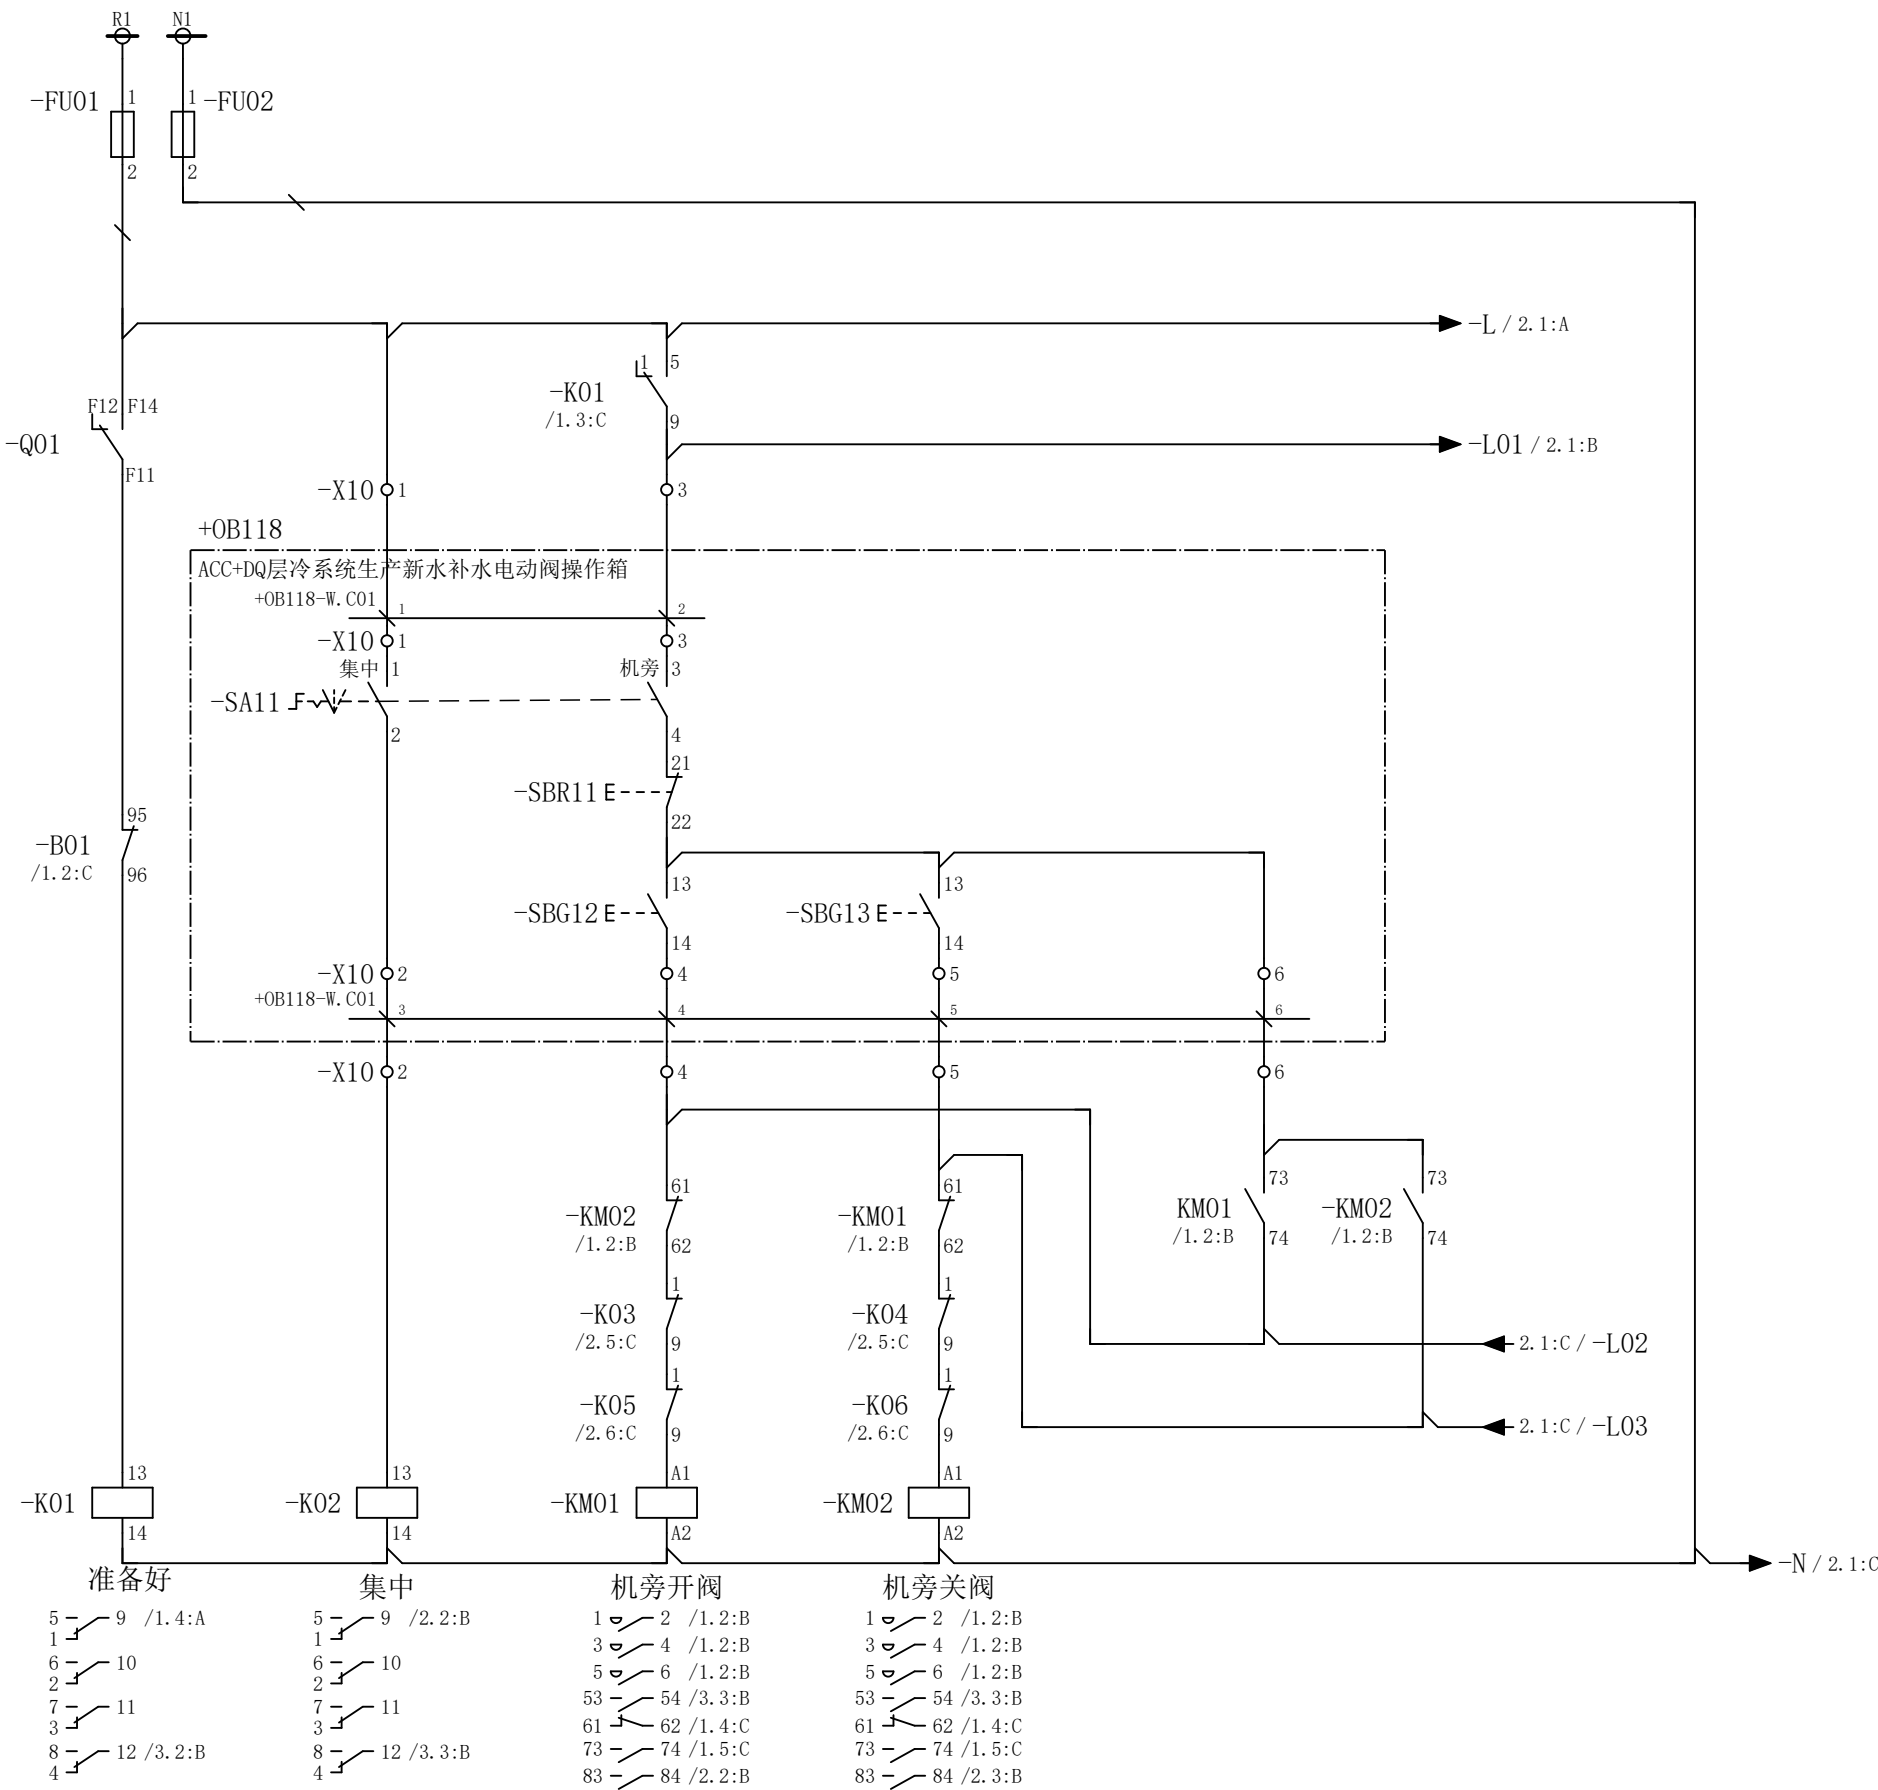 R1 N1
-FU01 1 1 -FU02
2 2
-L / 2.1:A
1 5
-K01
/1.3:C
9
F12 F14
-Q01
F11
-L01 / 2.1:B
-X10 1 3
+OB118
ACC+DQ层冷系统生产新水补水电动阀操作箱
+OB118-W.C01 1 2
-X10 1 3
集中 1 机旁 3
-SA11
2 4
21
-SBR11
22
95
-B01
/1.2:C 96
13 13
-SBG12 -SBG13
14 14
-X10 2 4 5 6
+OB118-W.C01 3 4 5 6
-X10 2 4 5 6
61 61 73 73
-KM02 -KM01 KM01 -KM02
/1.2:B /1.2:B /1.2:B /1.2:B
62 62 74 74
1 1
-K03 -K04
/2.5:C /2.5:C
9 9
2.1:C / -L02
1 1
-K05 -K06
/2.6:C /2.6:C
9 9
2.1:C / -L03
13 13 A1 A1
-K01 -K02 -KM01 -KM02
14 14 A2 A2
-N / 2.1:C
准备好 集中 机旁开阀 机旁关阀
5 9 /1.4:A
1
6 10
2
7 11
3
8 12 /3.2:B
4
5 9 /2.2:B
1
6 10
2
7 11
3
8 12 /3.3:B
4
1 2 /1.2:B
3 4 /1.2:B
5 6 /1.2:B
53 54 /3.3:B
61 62 /1.4:C
73 74 /1.5:C
83 84 /2.2:B
1 2 /1.2:B
3 4 /1.2:B
5 6 /1.2:B
53 54 /3.3:B
61 62 /1.4:C
73 74 /1.5:C
83 84 /2.3:B